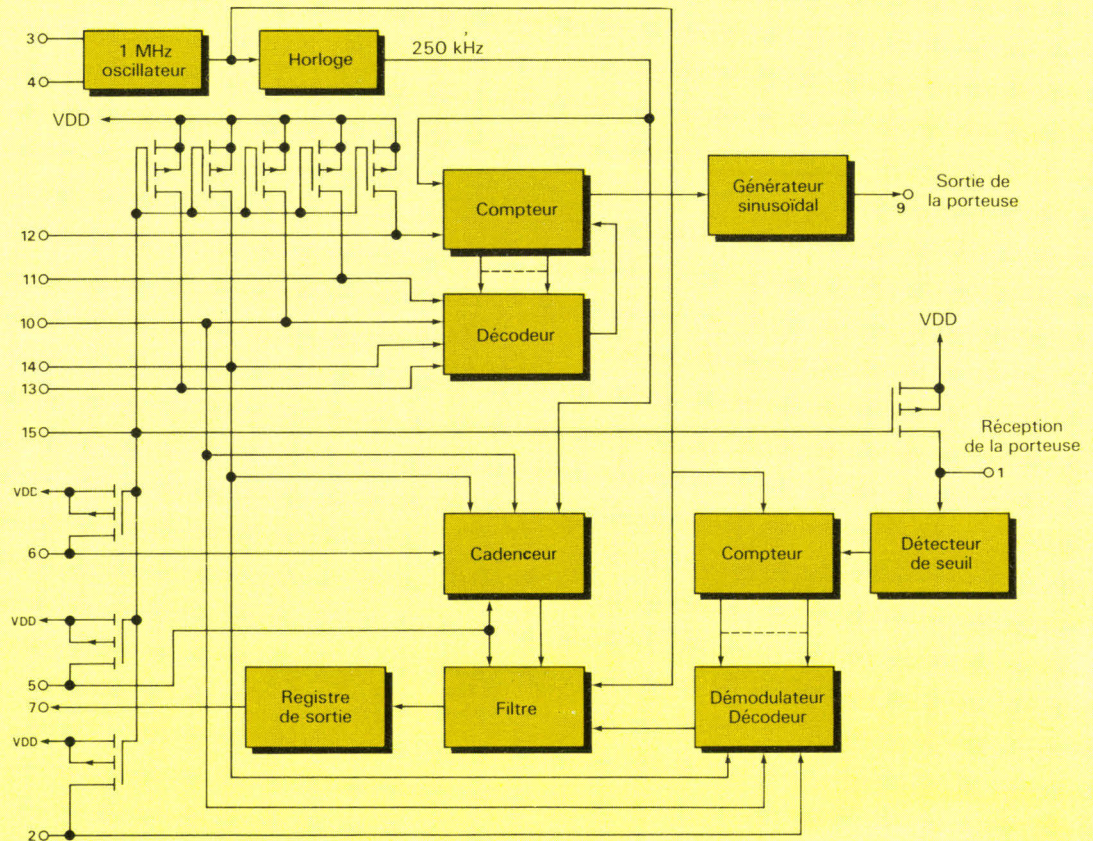 3
1 MHz
oscillateur
4
Horloge
250 kHz
VDD
Compteur
Générateur
sinusoïdal
9
Sortie de
la porteuse
12
11
10
Décodeur
14
13
VDD
15
Réception
de la porteuse
1
VDD
6
Cadenceur
Compteur
Détecteur
de seuil
VDD
5
7
Registre
de sortie
Filtre
Démodulateur
Décodeur
VDD
2